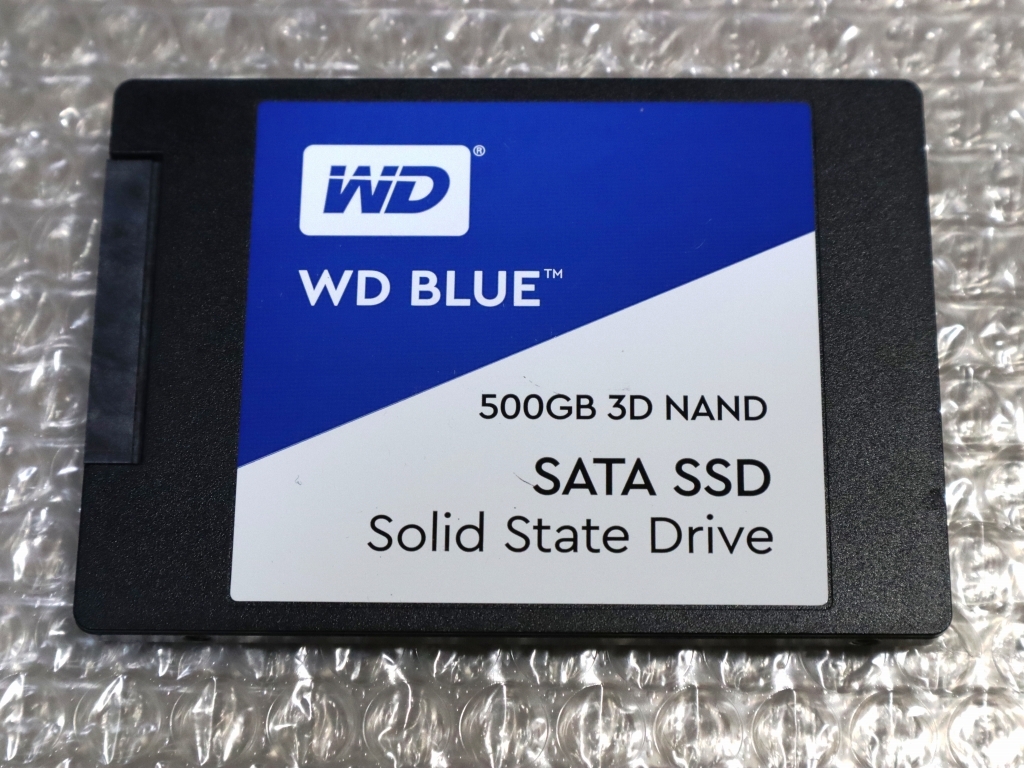 WD®
WD BLUE™
500GB 3D NAND
SATA SSD
Solid State Drive